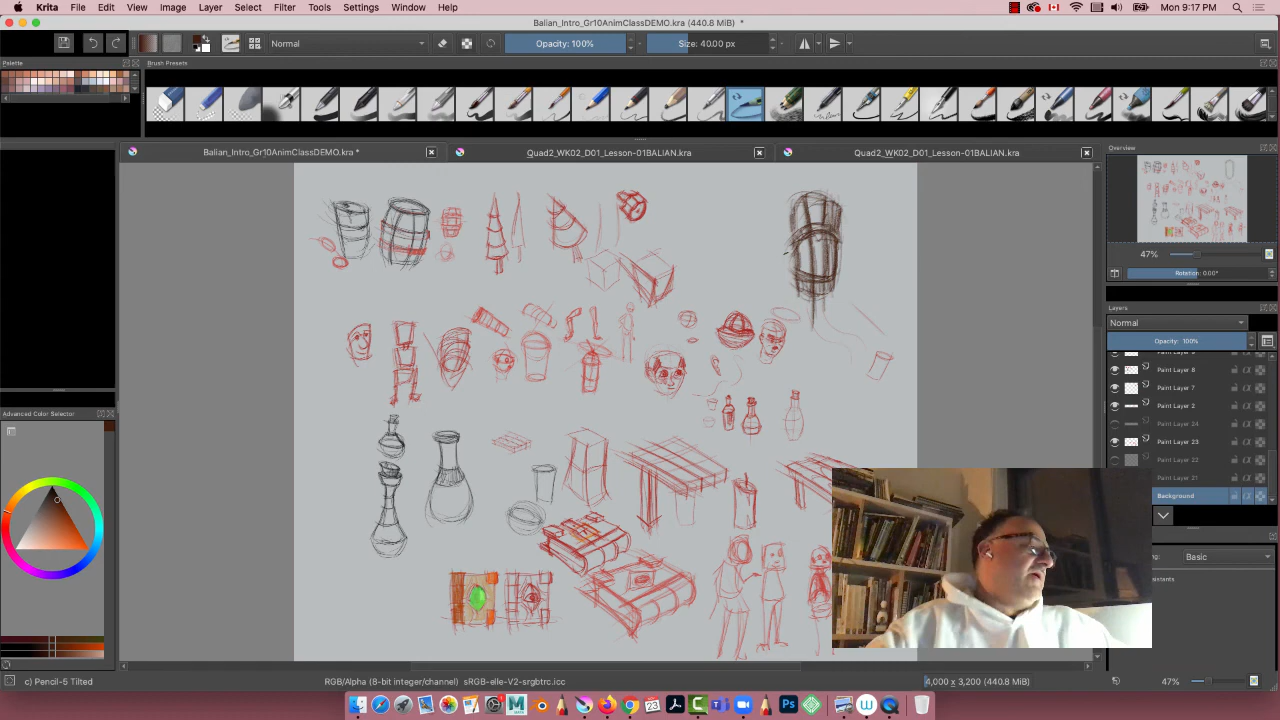 Krita File Edit View Image Layer Select Filter Tools Settings Window Help Mon 9:17 PM
Balian_Intro_Gr10AnimClassDEMO.kra (440.8 MiB) *
Normal Opacity: 100% Size: 40.00 px
Palette Brush Presets
Balian_Intro_Gr10AnimClassDEMO.kra * Quad2_WK02_D01_Lesson-01BALIAN.kra Quad2_WK02_D01_Lesson-01BALIAN.kra
Overview
47%
Rotation: 0.00°
Layers
Normal
Opacity: 100%
Paint Layer 8
Paint Layer 7
Paint Layer 2
Paint Layer 24
Paint Layer 23
Paint Layer 22
Paint Layer 21
Background
Advanced Color Selector
Basic
c) Pencil-5 Tilted RGB/Alpha (8-bit integer/channel) sRGB-elle-V2-srgbtrc.icc 4,000 x 3,200 (440.8 MiB) 47%